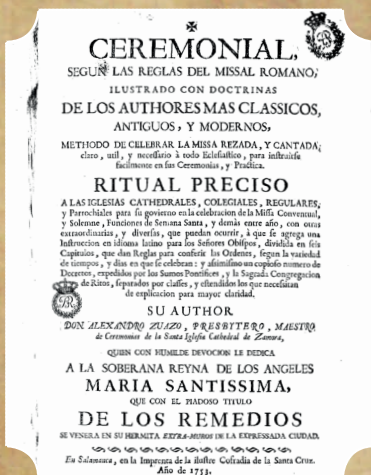 CEREMONIAL,
SEGUN LAS REGLAS DEL MISSAL ROMANO,
ILUSTRADO CON DOCTRINAS
DE LOS AUTHORES MAS CLASSICOS,
ANTIGUOS, Y MODERNOS,
METHODO DE CELEBRAR LA MISSA REZADA, Y CANTADA;
claro, util, y necessario à todo Eclesiastico, para instruirse
facilmente en sus Ceremonias, y Practica.
RITUAL PRECISO
A LAS IGLESIAS CATHEDRALES, COLEGIALES, REGULARES,
y Parrochiales para su govierno en la celebracion de la Missa Conventual,
y Solemne, Funciones de Semana Santa, y demás entre año, con otras
extraordinarias, y diversas, que puedan ocurrir, à que se agrega una
Instruccion en idioma latino para los Señores Obispos, dividida en seis
Capitulos, que dan Reglas para conferir las Ordenes, segun la variedad
de tiempos, y dias en que se celebran: y assimismo un copioso numero de
Decretos, expedidos por los Sumos Pontifices, y la Sagrada Congregacion
de Ritos, separados por classes, y estendidos los que necessitan
de explicacion para mayor claridad.
SU AUTHOR
DON ALEXANDRO ZUAZO, PRESBYTERO, MAESTRO
de Ceremonias de la Santa Iglesia Cathedral de Zamora,
QUIEN CON HUMILDE DEVOCION LE DEDICA
A LA SOBERANA REYNA DE LOS ANGELES
MARIA SANTISSIMA,
QUE CON EL PIADOSO TITULO
DE LOS REMEDIOS
SE VENERA EN SU HERMITA EXTRA-MUROS DE LA EXPRESSADA CIUDAD.
En Salamanca, en la Imprenta de la ilustre Cofradia de la Santa Cruz.
Año de 1753.